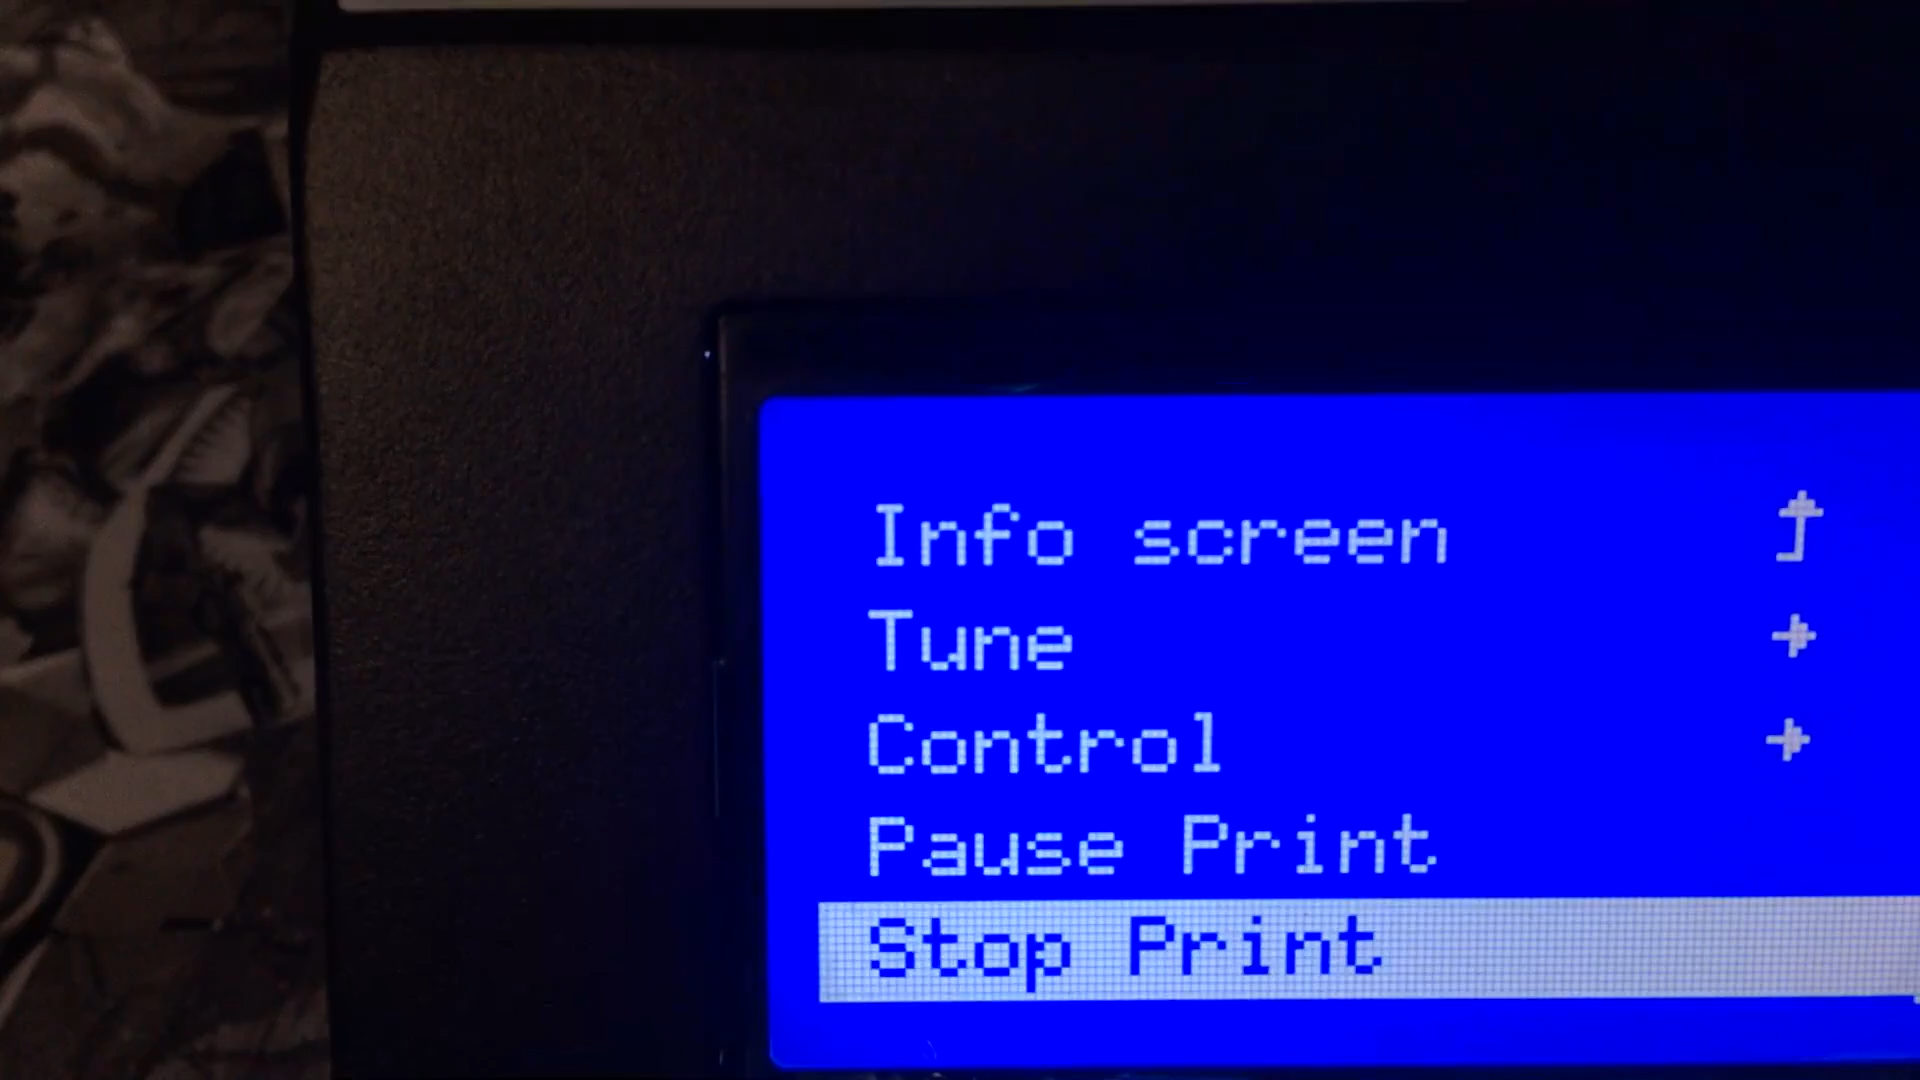 Info screen
Tune
Control
Pause Print
Stop Print